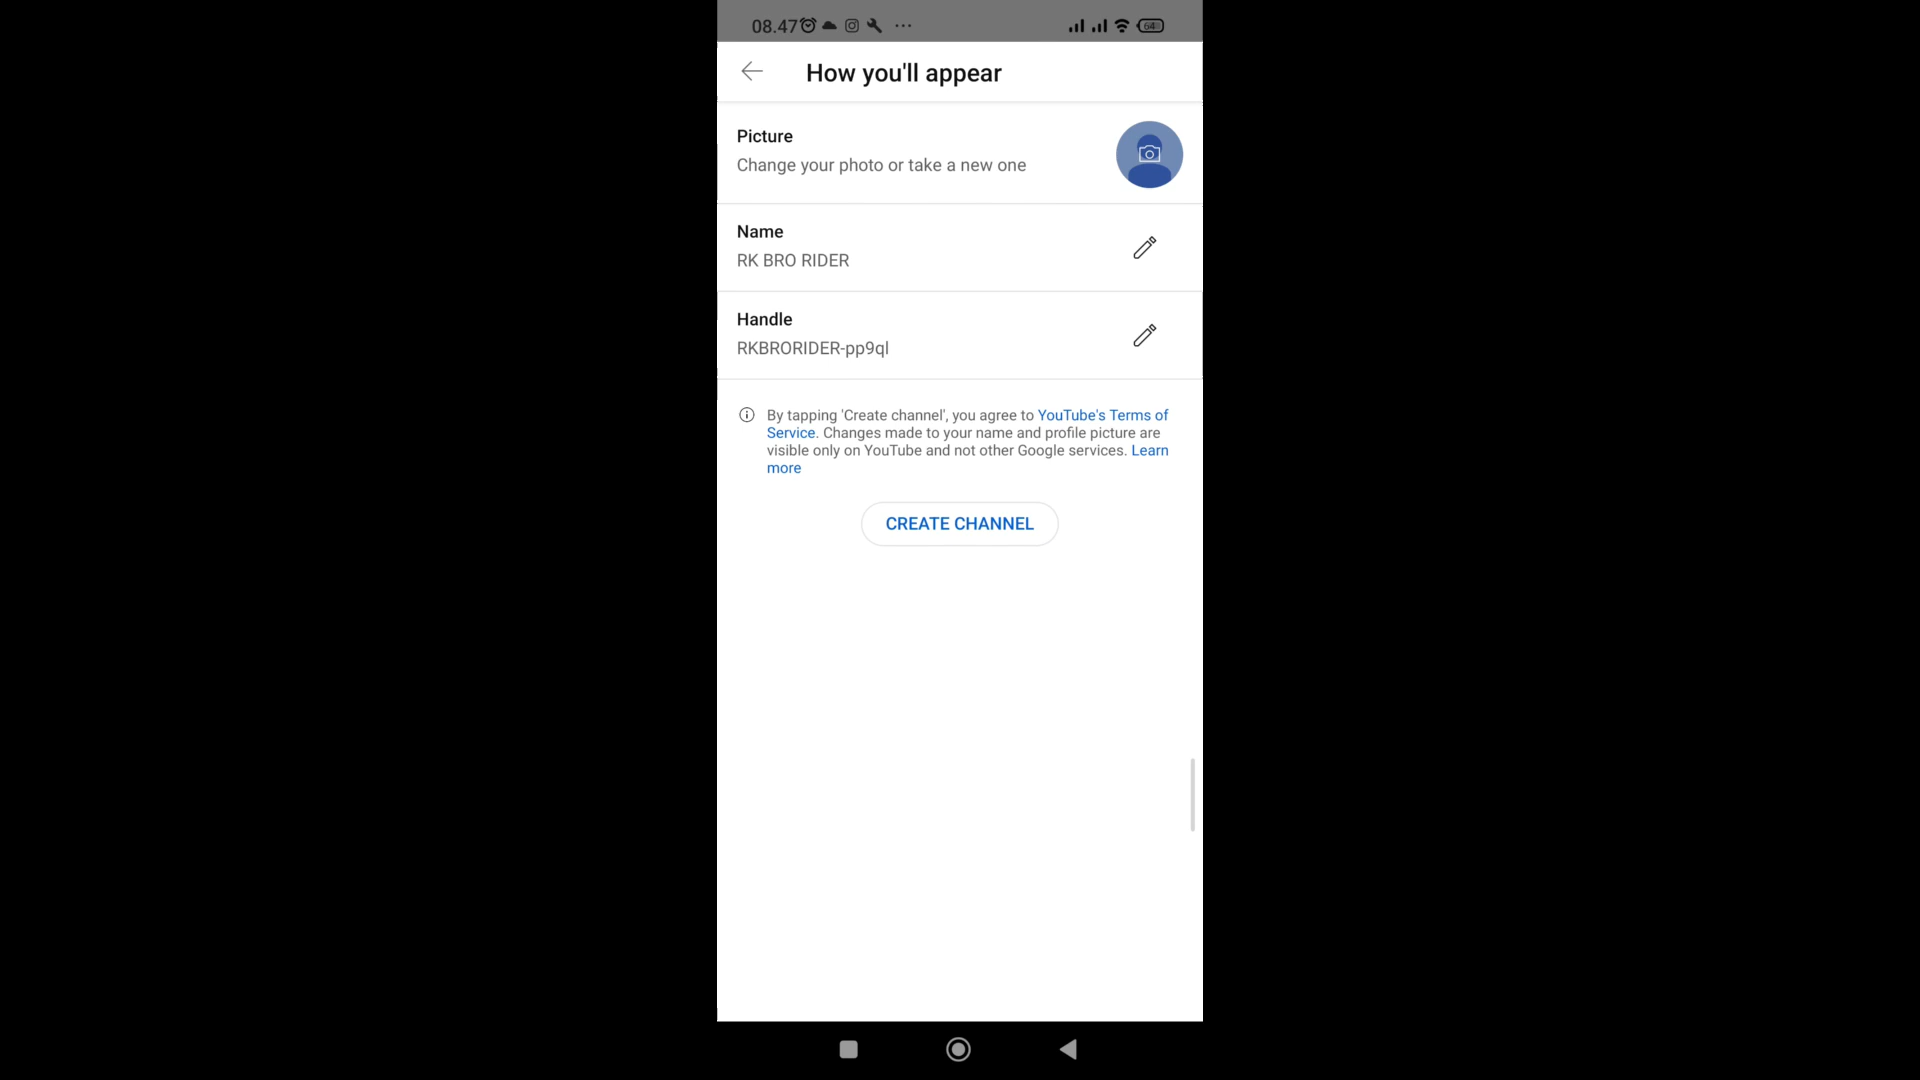 08.47
64
How you'll appear
Picture
Change your photo or take a new one
Name
RK BRO RIDER
Handle
RKBRORIDER-pp9ql
By tapping 'Create channel', you agree to YouTube's Terms of
Service. Changes made to your name and profile picture are
visible only on YouTube and not other Google services. Learn
more
CREATE CHANNEL